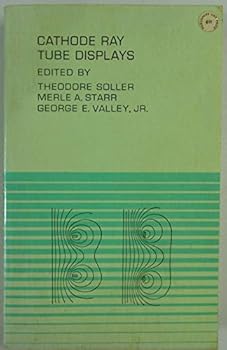 CATHODE RAY
TUBE DISPLAYS
EDITED BY
THEODORE SOLLER
MERLE A. STARR
GEORGE E. VALLEY, JR.